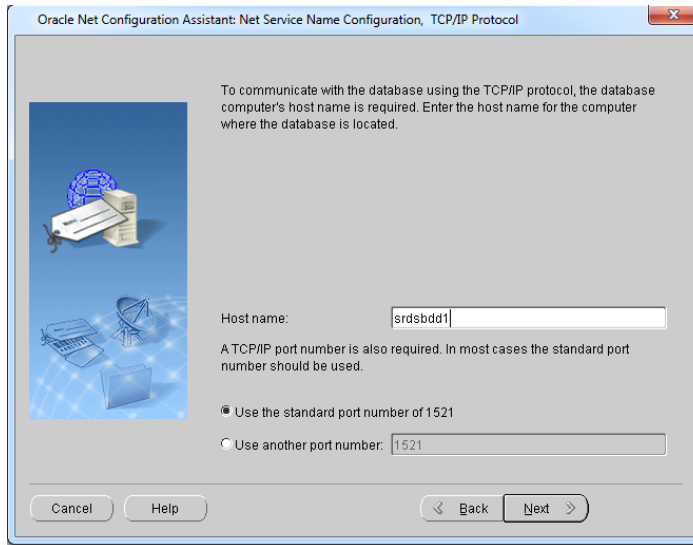 Oracle Net Configuration Assistant: Net Service Name Configuration, TCP/IP Protocol
To communicate with the database using the TCP/IP protocol, the database
computer's host name is required. Enter the host name for the computer
where the database is located.
Host name: srdsbdd1
A TCP/IP port number is also required. In most cases the standard port
number should be used.
Use the standard port number of 1521
Use another port number: 1521
Cancel Help Back Next